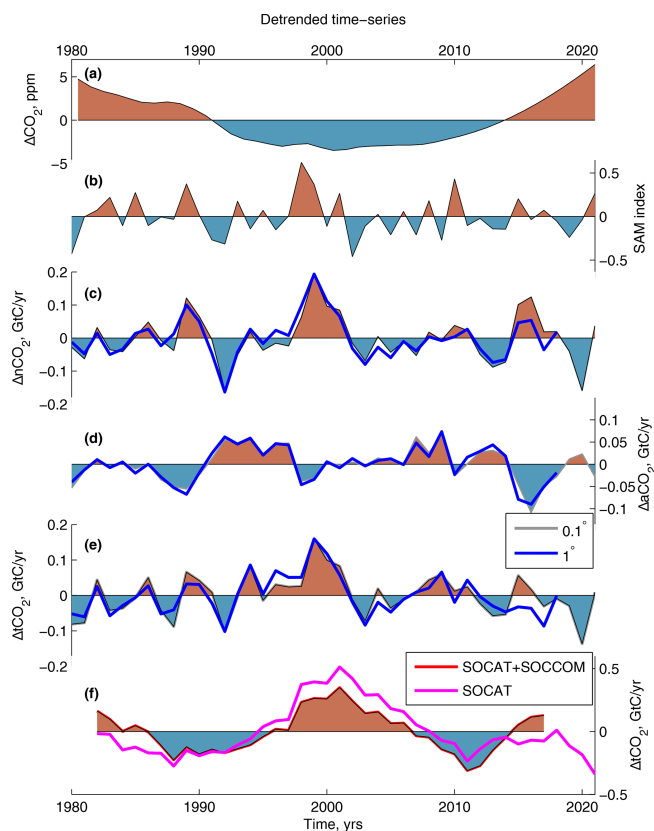 Detrended time−series
1980 1990 2000 2010 2020
(a)
5
0
−5
ΔCO2, ppm
(b)
0.5
0
−0.5
SAM index
(c)
0.2
0.1
0
−0.1
−0.2
ΔnCO2, GtC/yr
(d)
0.1
0.05
0
−0.05
−0.1
ΔaCO2, GtC/yr
0.1°
1°
(e)
0.2
0.1
0
−0.1
−0.2
ΔtCO2, GtC/yr
SOCAT+SOCCOM
SOCAT
(f)
0.5
0
−0.5
ΔtCO2, GtC/yr
1980 1990 2000 2010 2020
Time, yrs